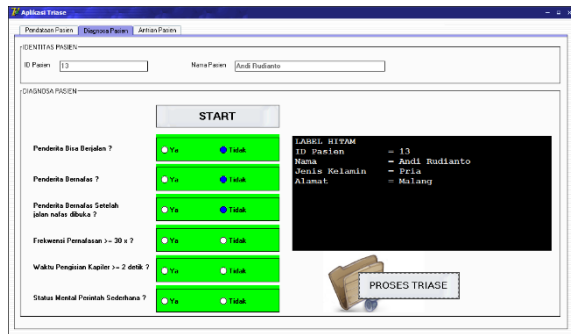 Aplikasi Triase
Pendataan Pasien Diagnosa Pasien Antrian Pasien
IDENTITAS PASIEN
ID Pasien 13 Nama Pasien Andi Rudianto
DIAGNOSA PASIEN
START
Penderita Bisa Berjalan ? Ya Tidak
Penderita Bernafas ? Ya Tidak
Penderita Bernafas Setelah
jalan nafas dibuka ? Ya Tidak
Frekwensi Pernafasan >= 30 x ? Ya Tidak
Waktu Pengisian Kapiler >= 2 detik ? Ya Tidak
Status Mental Perintah Sederhana ? Ya Tidak
LABEL HITAM
ID Pasien = 13
Nama = Andi Rudianto
Jenis Kelamin = Pria
Alamat = Malang
PROSES TRIASE